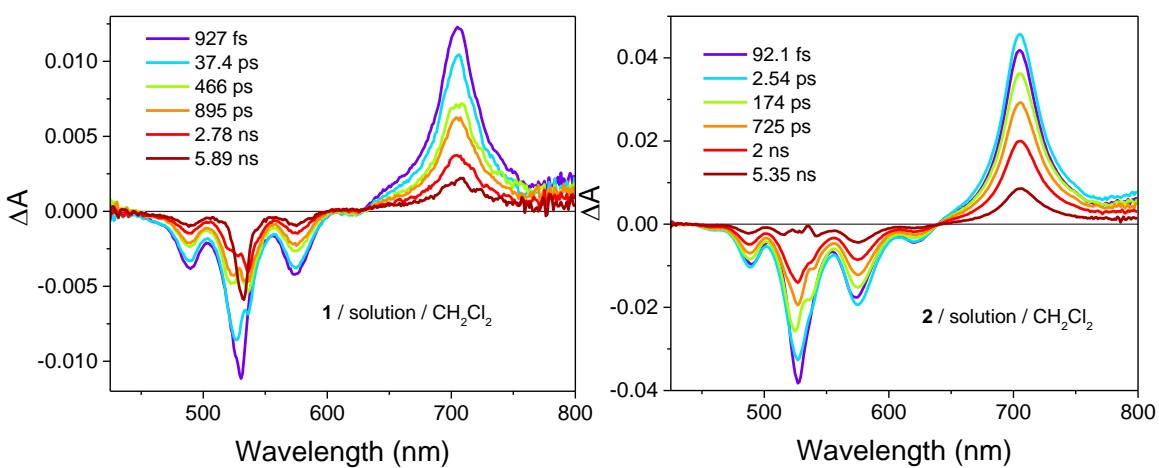 0.010
0.005
0.000
-0.005
-0.010
ΔA
927 fs
37.4 ps
466 ps
895 ps
2.78 ns
5.89 ns
1 / solution / CH₂Cl₂
500 600 700 800
Wavelength (nm)
0.04
0.02
0.00
-0.02
-0.04
ΔA
92.1 fs
2.54 ps
174 ps
725 ps
2 ns
5.35 ns
2 / solution / CH₂Cl₂
500 600 700 800
Wavelength (nm)